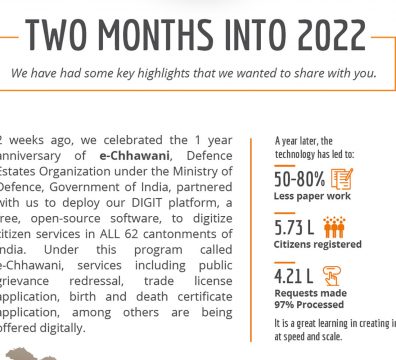 TWO MONTHS INTO 2022
We have had some key highlights that we wanted to share with you.
2 weeks ago, we celebrated the 1 year
anniversary of e-Chhawani, Defence
Estates Organization under the Ministry of
Defence, Government of India, partnered
with us to deploy our DIGIT platform, a
free, open-source software, to digitize
citizen services in ALL 62 cantonments of
India. Under this program called
e-Chhawani, services including public
grievance redressal, trade license
application, birth and death certificate
application, among others are being
offered digitally.
A year later, the
technology has led to:
50-80%
Less paper work
5.73 L
Citizens registered
4.21 L
Requests made
97% Processed
It is a great learning in creating i
at speed and scale.